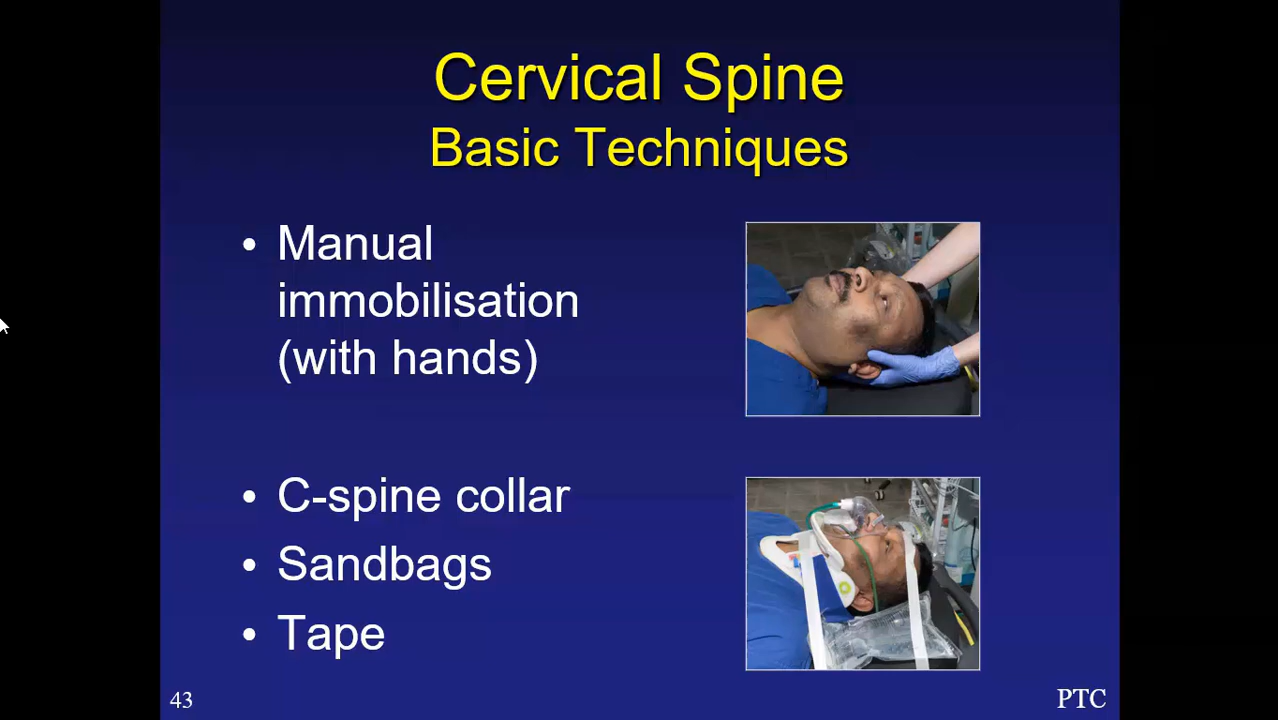 Cervical Spine
Basic Techniques
• Manual
immobilisation
(with hands)
• C-spine collar
• Sandbags
• Tape
43
PTC